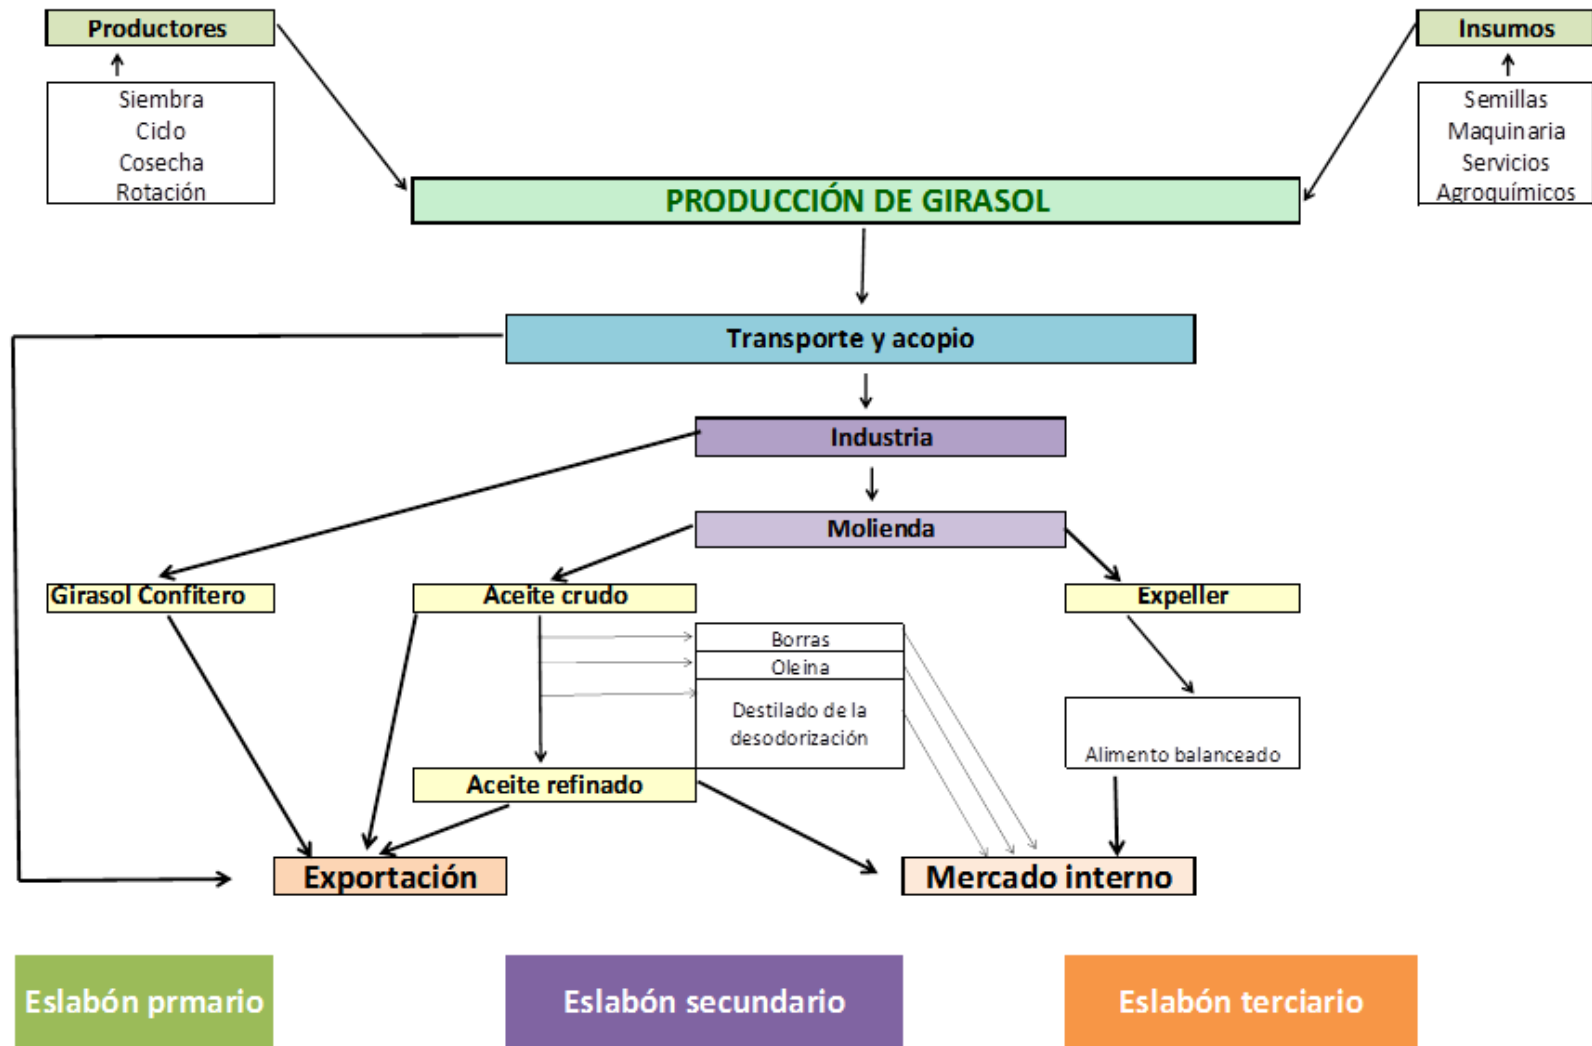 Productores
Insumos
Siembra
Ciclo
Cosecha
Rotación
Semillas
Maquinaria
Servicios
Agroquímicos
PRODUCCIÓN DE GIRASOL
Transporte y acopio
Industria
Molienda
Girasol Confitero
Aceite crudo
Expeller
Borras
Oleina
Destilado de la
desodorización
Alimento balanceado
Aceite refinado
Exportación
Mercado interno
Eslabón prmario
Eslabón secundario
Eslabón terciario